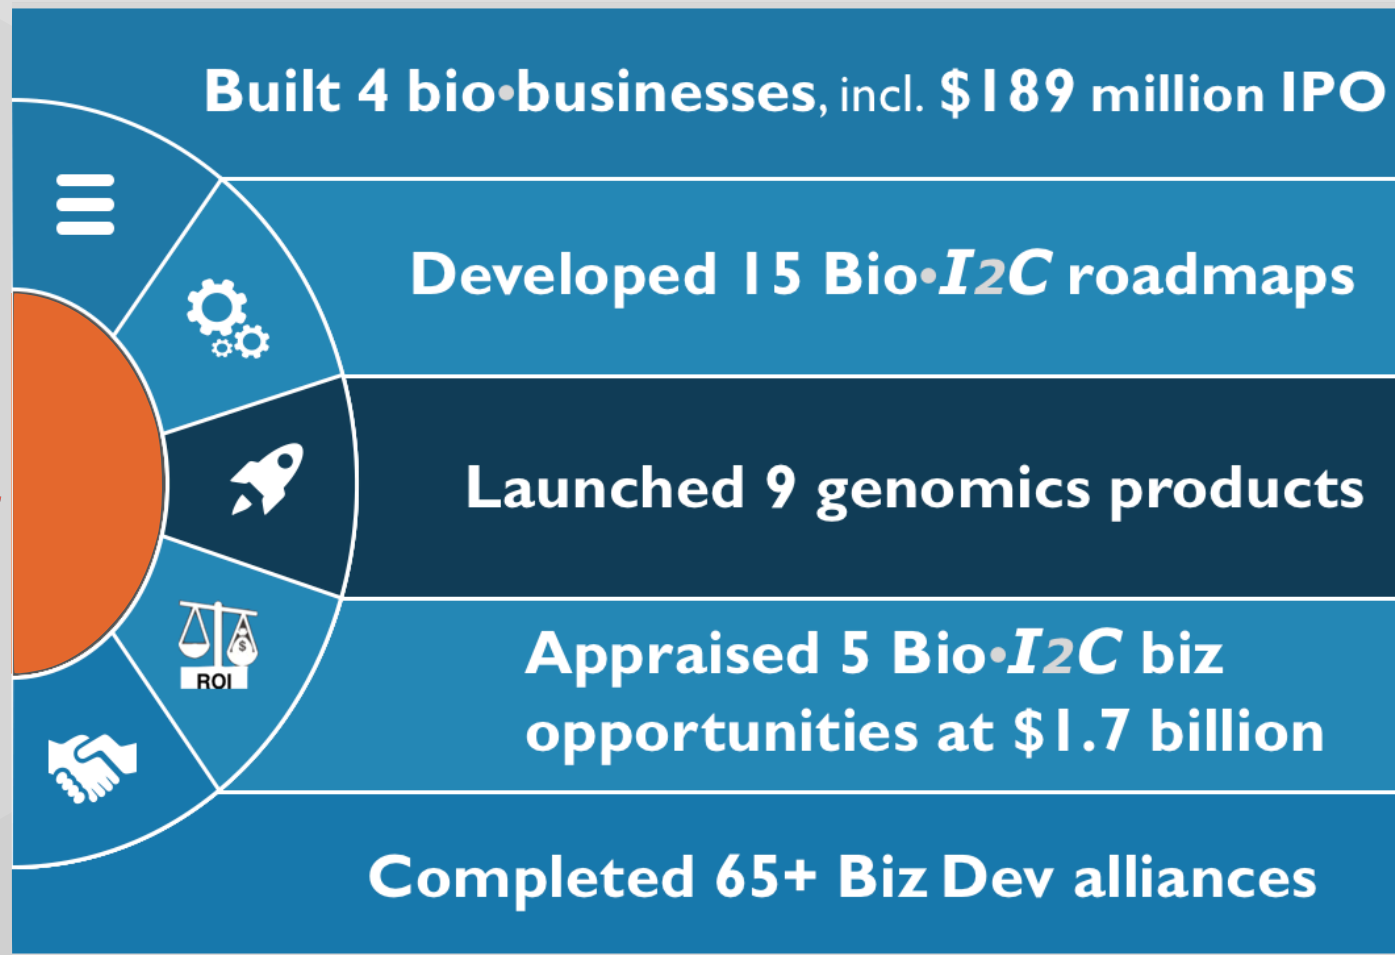 Built 4 bio•businesses, incl. $189 million IPO
Developed 15 Bio•I2C roadmaps
Launched 9 genomics products
ROI
$
Appraised 5 Bio•I2C biz
opportunities at $1.7 billion
Completed 65+ Biz Dev alliances